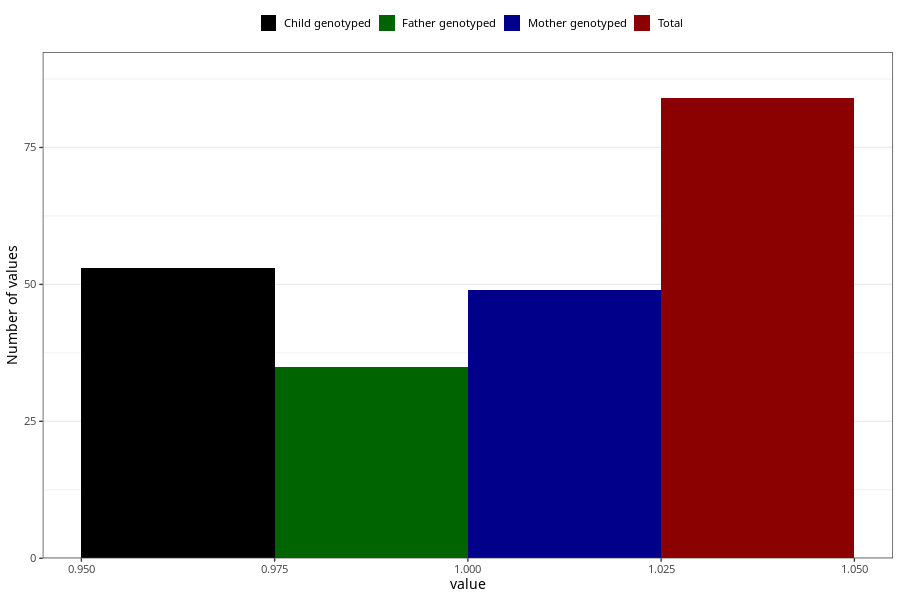 Child genotyped Father genotyped Mother genotyped Total
Number of values
75
50
25
0
0.950 0.975 1.000 1.025 1.050
value